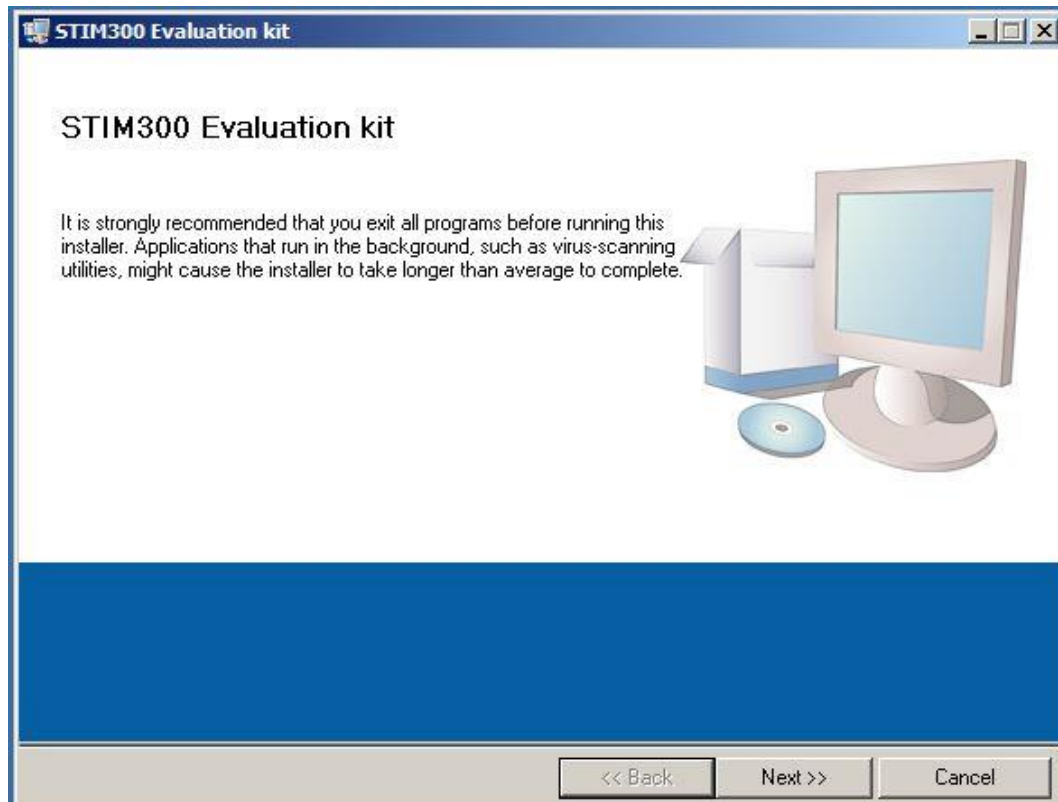 STIM300 Evaluation kit
STIM300 Evaluation kit
It is strongly recommended that you exit all programs before running this
installer. Applications that run in the background, such as virus-scanning
utilities, might cause the installer to take longer than average to complete.
<< Back Next >> Cancel